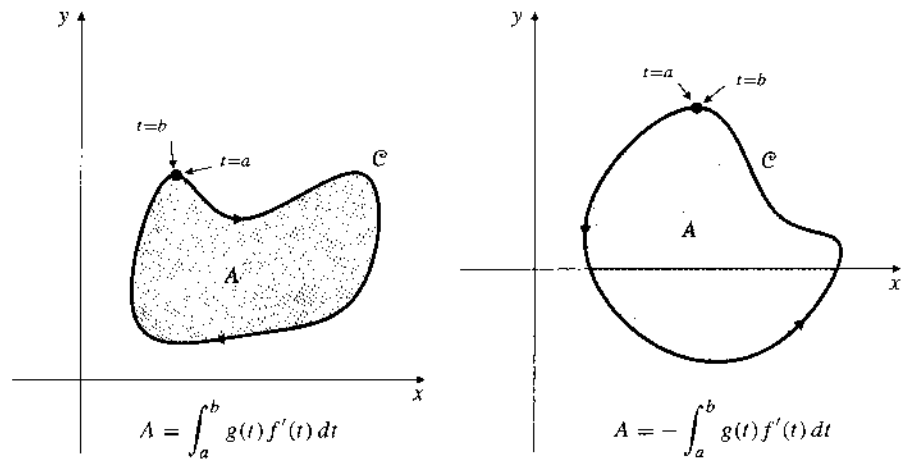 y
t=b
t=a
𝒞
A
x
A = ∫_a^b g(t) f′(t) dt
y
t=a
t=b
𝒞
A
x
A = − ∫_a^b g(t) f′(t) dt